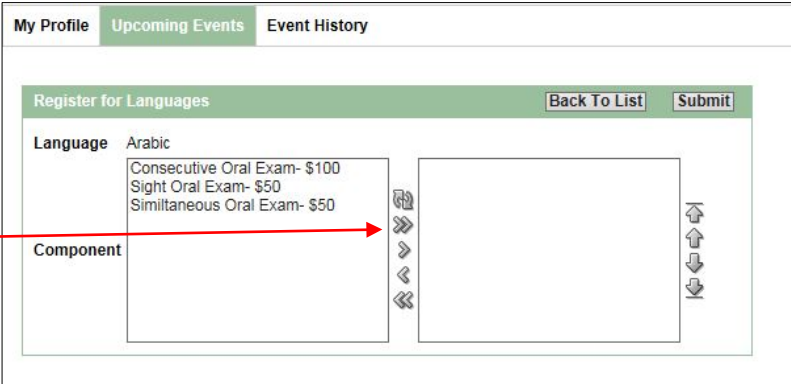 My Profile Upcoming Events Event History
Register for Languages Back To List Submit
Language Arabic
Consecutive Oral Exam- $100
Sight Oral Exam- $50
Similtaneous Oral Exam- $50
Component